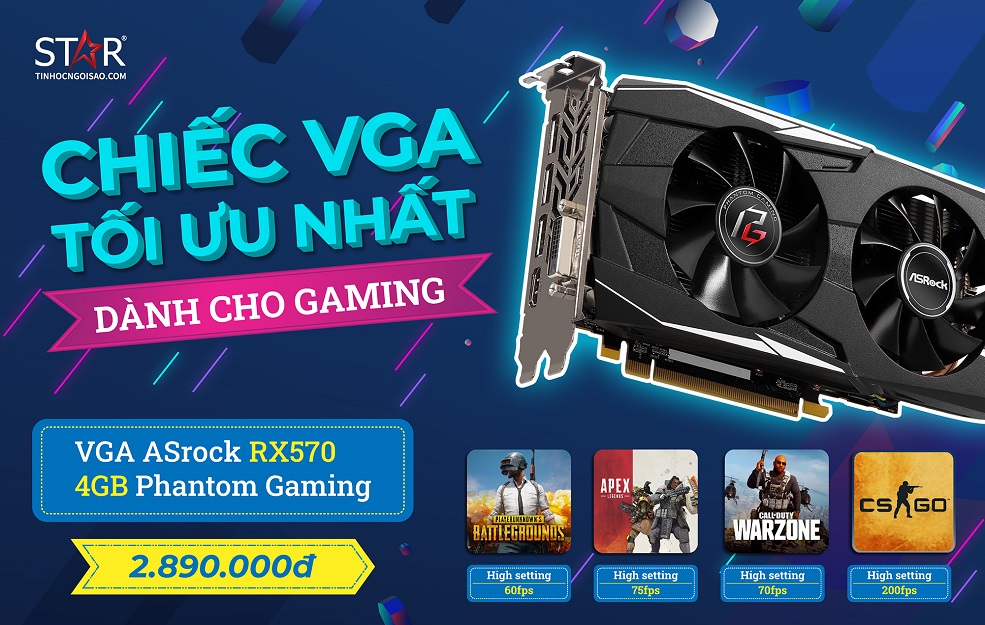 STAR®
TINHOCNGOISAO.COM
CHIẾC VGA
TỐI ƯU NHẤT
DÀNH CHO GAMING
PHANTOM GAMING
ASRock
VGA ASrock RX570
4GB Phantom Gaming
2.890.000đ
PLAYERUNKNOWN'S
BATTLEGROUNDS
High setting
60fps
APEX
LEGENDS
High setting
75fps
CALL OF DUTY
WARZONE
High setting
70fps
CS GO
High setting
200fps